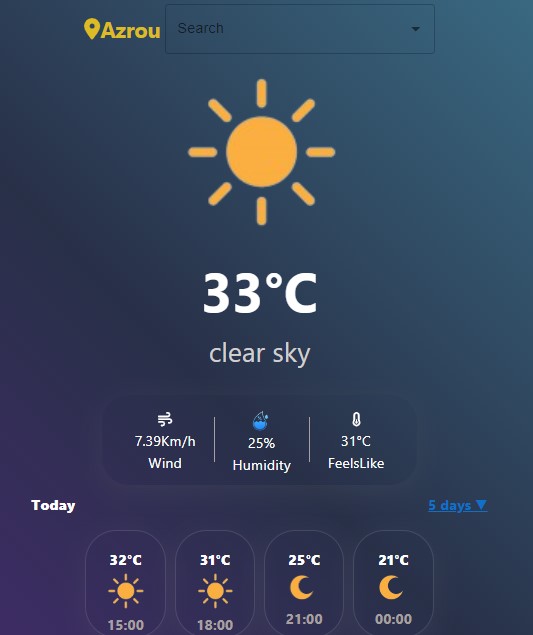 Azrou Search
33°C
clear sky
7.39Km/h 25% 31°C
Wind Humidity FeelsLike
Today 5 days ▼
32°C 31°C 25°C 21°C
15:00 18:00 21:00 00:00